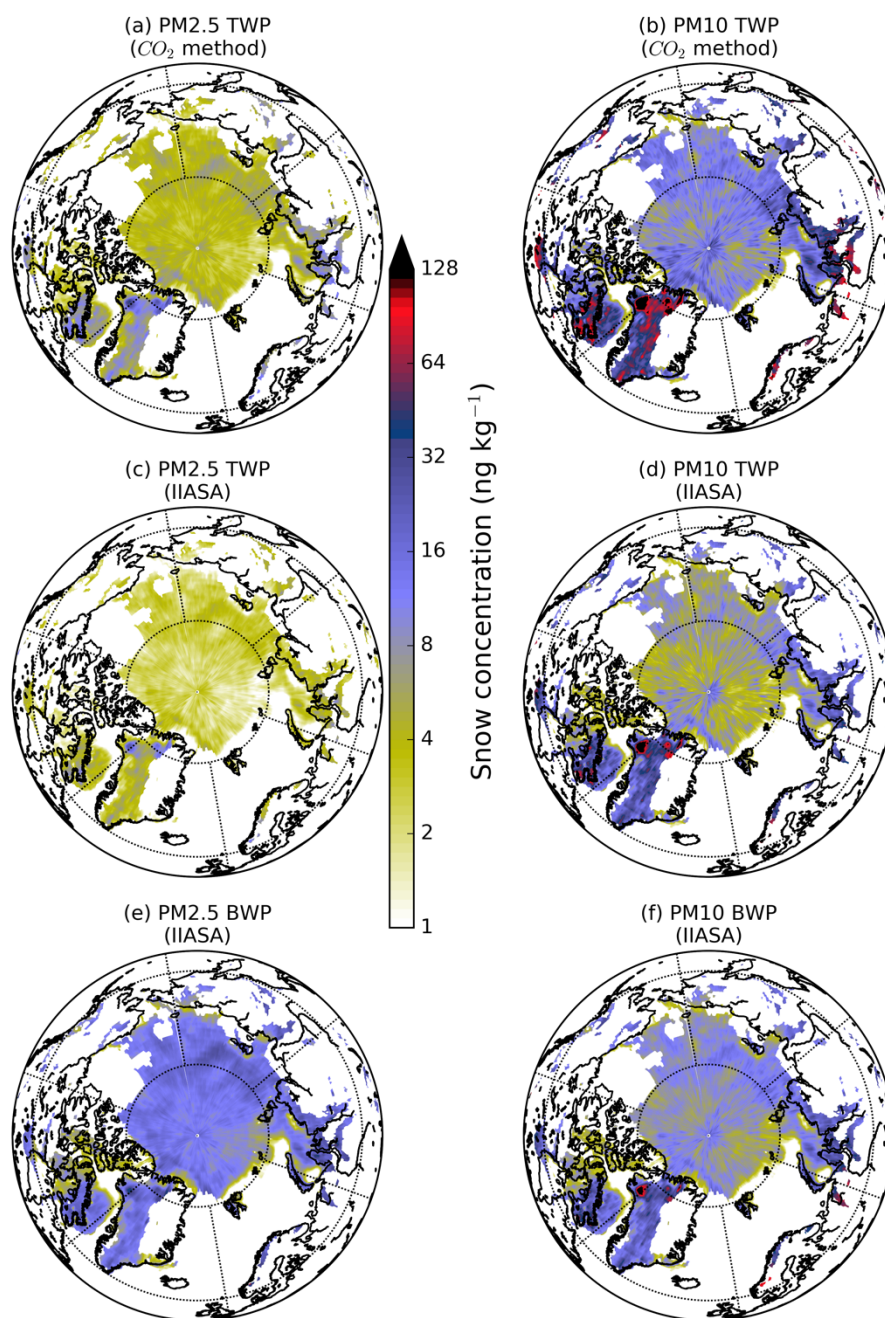 (a) PM2.5 TWP
(CO₂ method)
(b) PM10 TWP
(CO₂ method)
128
64
32
16
8
4
2
1
Snow concentration (ng kg⁻¹)
(c) PM2.5 TWP
(IIASA)
(d) PM10 TWP
(IIASA)
(e) PM2.5 BWP
(IIASA)
(f) PM10 BWP
(IIASA)